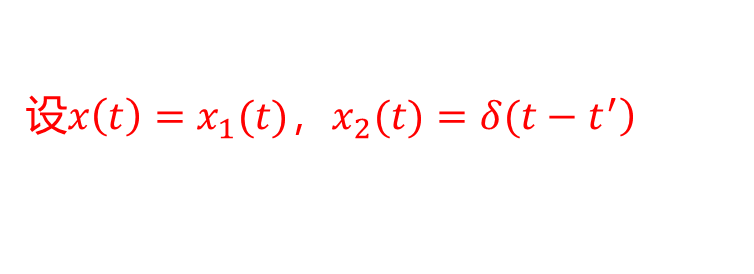 设𝑥(𝑡) = 𝑥₁(𝑡)，𝑥₂(𝑡) = 𝛿(𝑡 − 𝑡′)